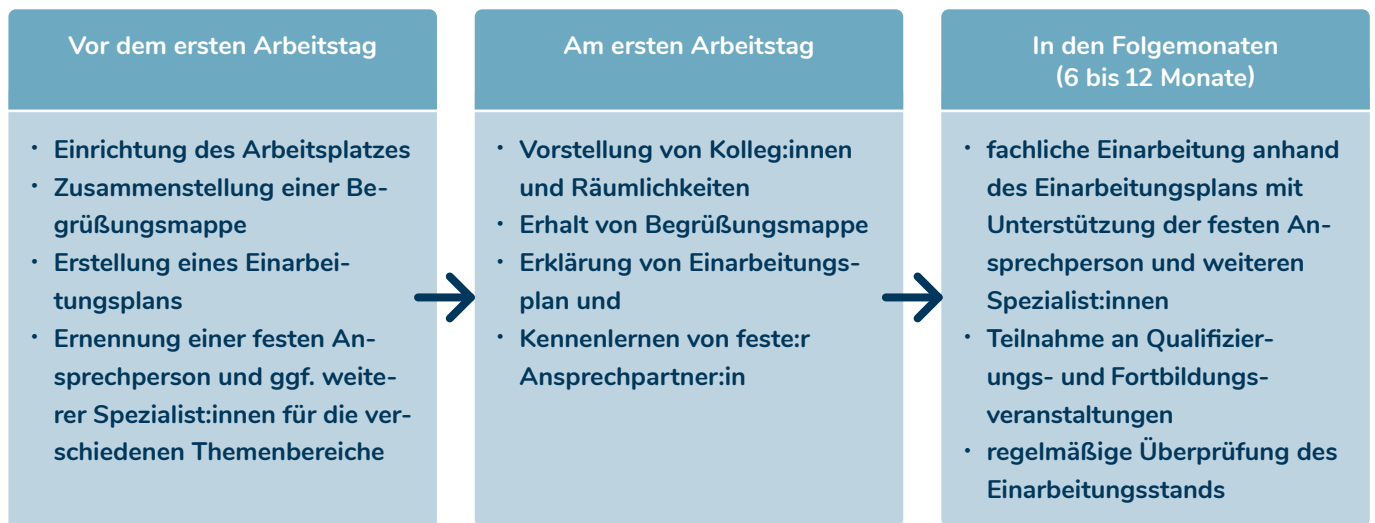 Vor dem ersten Arbeitstag
· Einrichtung des Arbeitsplatzes
· Zusammenstellung einer Be-
grüßungsmappe
· Erstellung eines Einarbei-
tungsplans
· Ernennung einer festen An-
sprechperson und ggf. weite-
rer Spezialist:innen für die ver-
schiedenen Themenbereiche
Am ersten Arbeitstag
· Vorstellung von Kolleg:innen
und Räumlichkeiten
· Erhalt von Begrüßungsmappe
· Erklärung von Einarbeitungs-
plan und
· Kennenlernen von feste:r
Ansprechpartner:in
In den Folgemonaten
(6 bis 12 Monate)
· fachliche Einarbeitung anhand
des Einarbeitungsplans mit
Unterstützung der festen An-
sprechperson und weiteren
Spezialist:innen
· Teilnahme an Qualifizier-
ungs- und Fortbildungs-
veranstaltungen
· regelmäßige Überprüfung des
Einarbeitungsstands